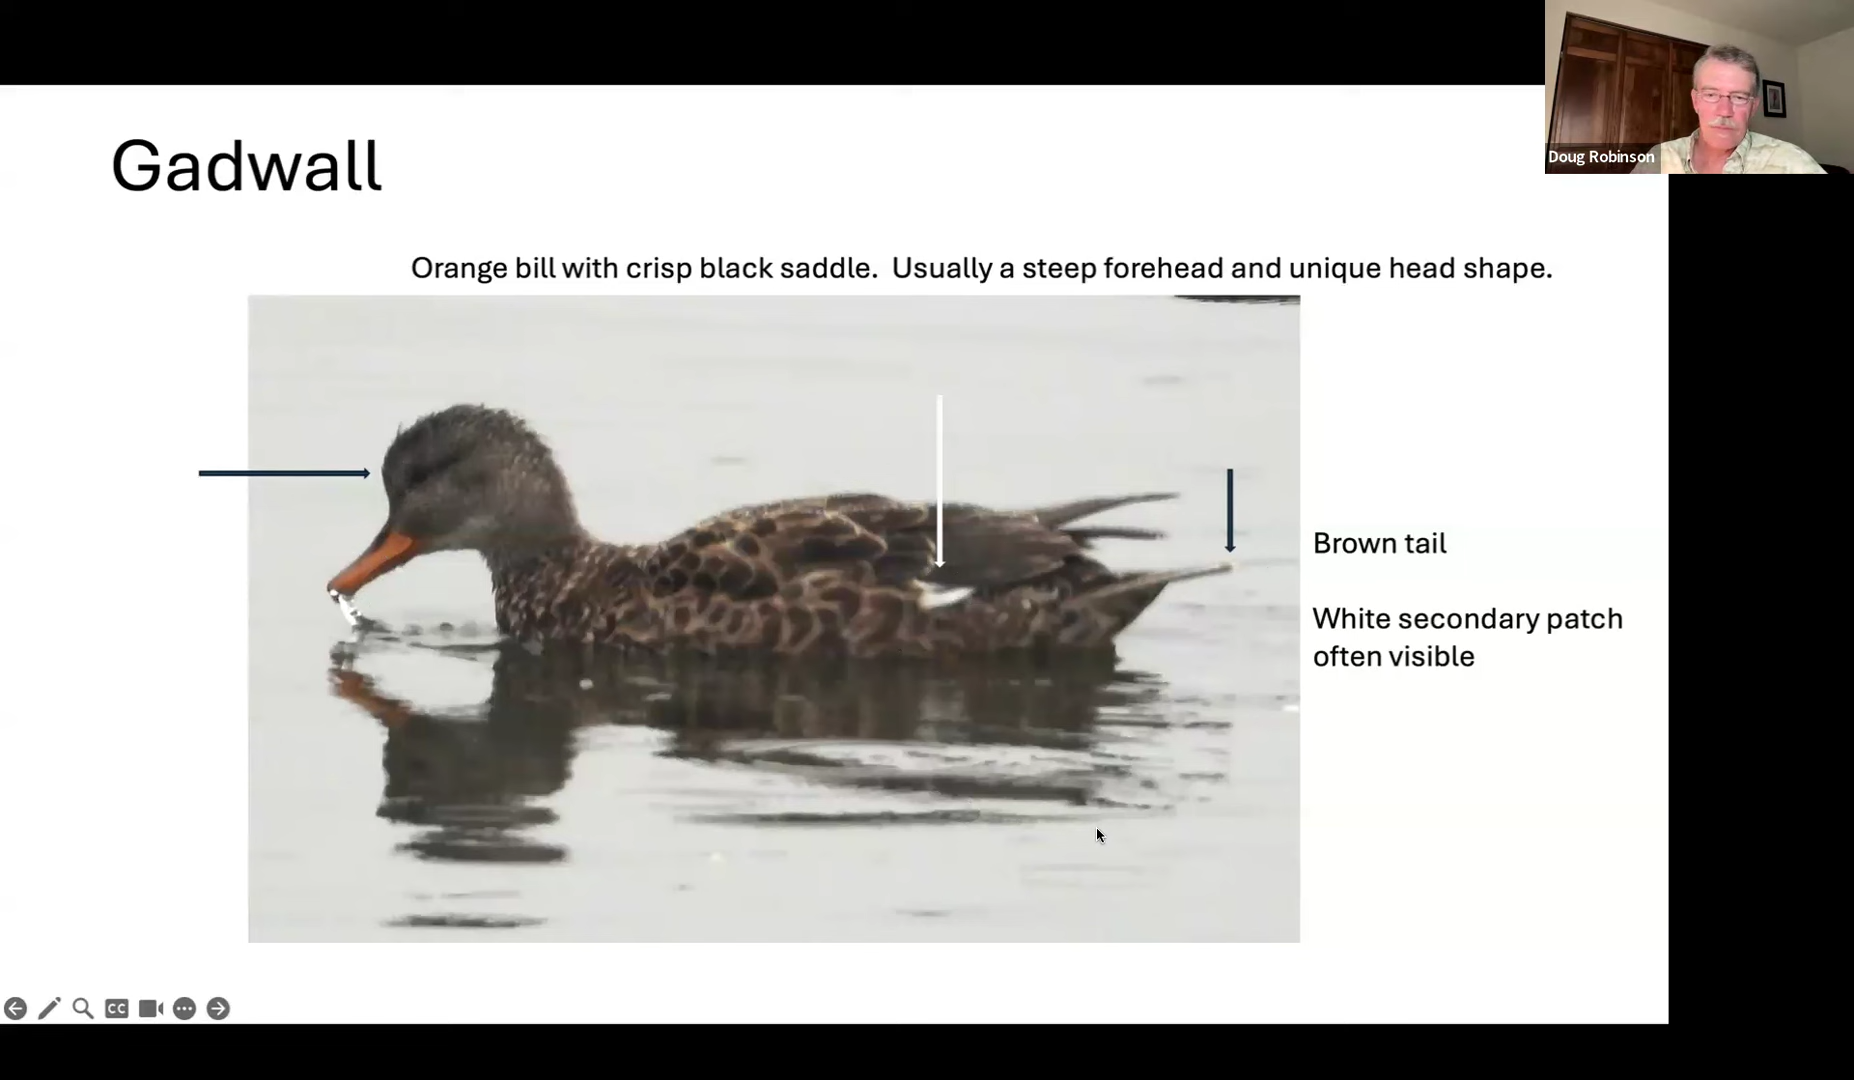 Doug Robinson
Gadwall
Orange bill with crisp black saddle.  Usually a steep forehead and unique head shape.
Brown tail
White secondary patch
often visible
CC